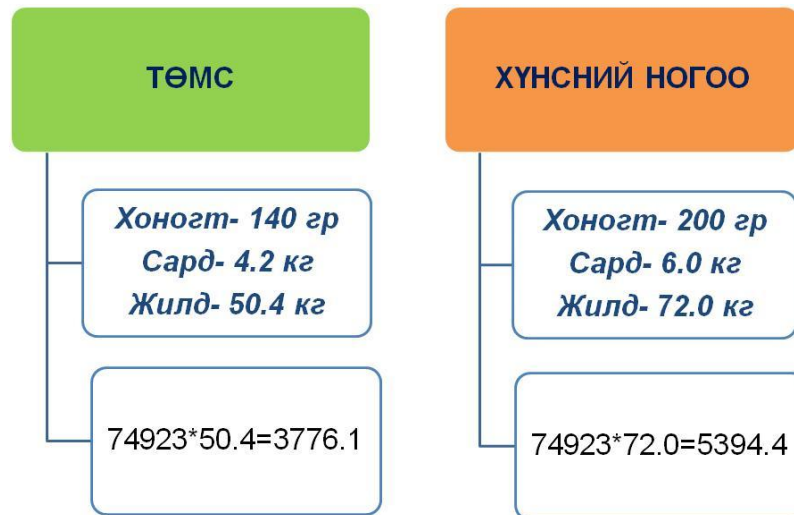 ТӨМС
Хоногт- 140 гр
Сард- 4.2 кг
Жилд- 50.4 кг
74923*50.4=3776.1
ХҮНСНИЙ НОГОО
Хоногт- 200 гр
Сард- 6.0 кг
Жилд- 72.0 кг
74923*72.0=5394.4